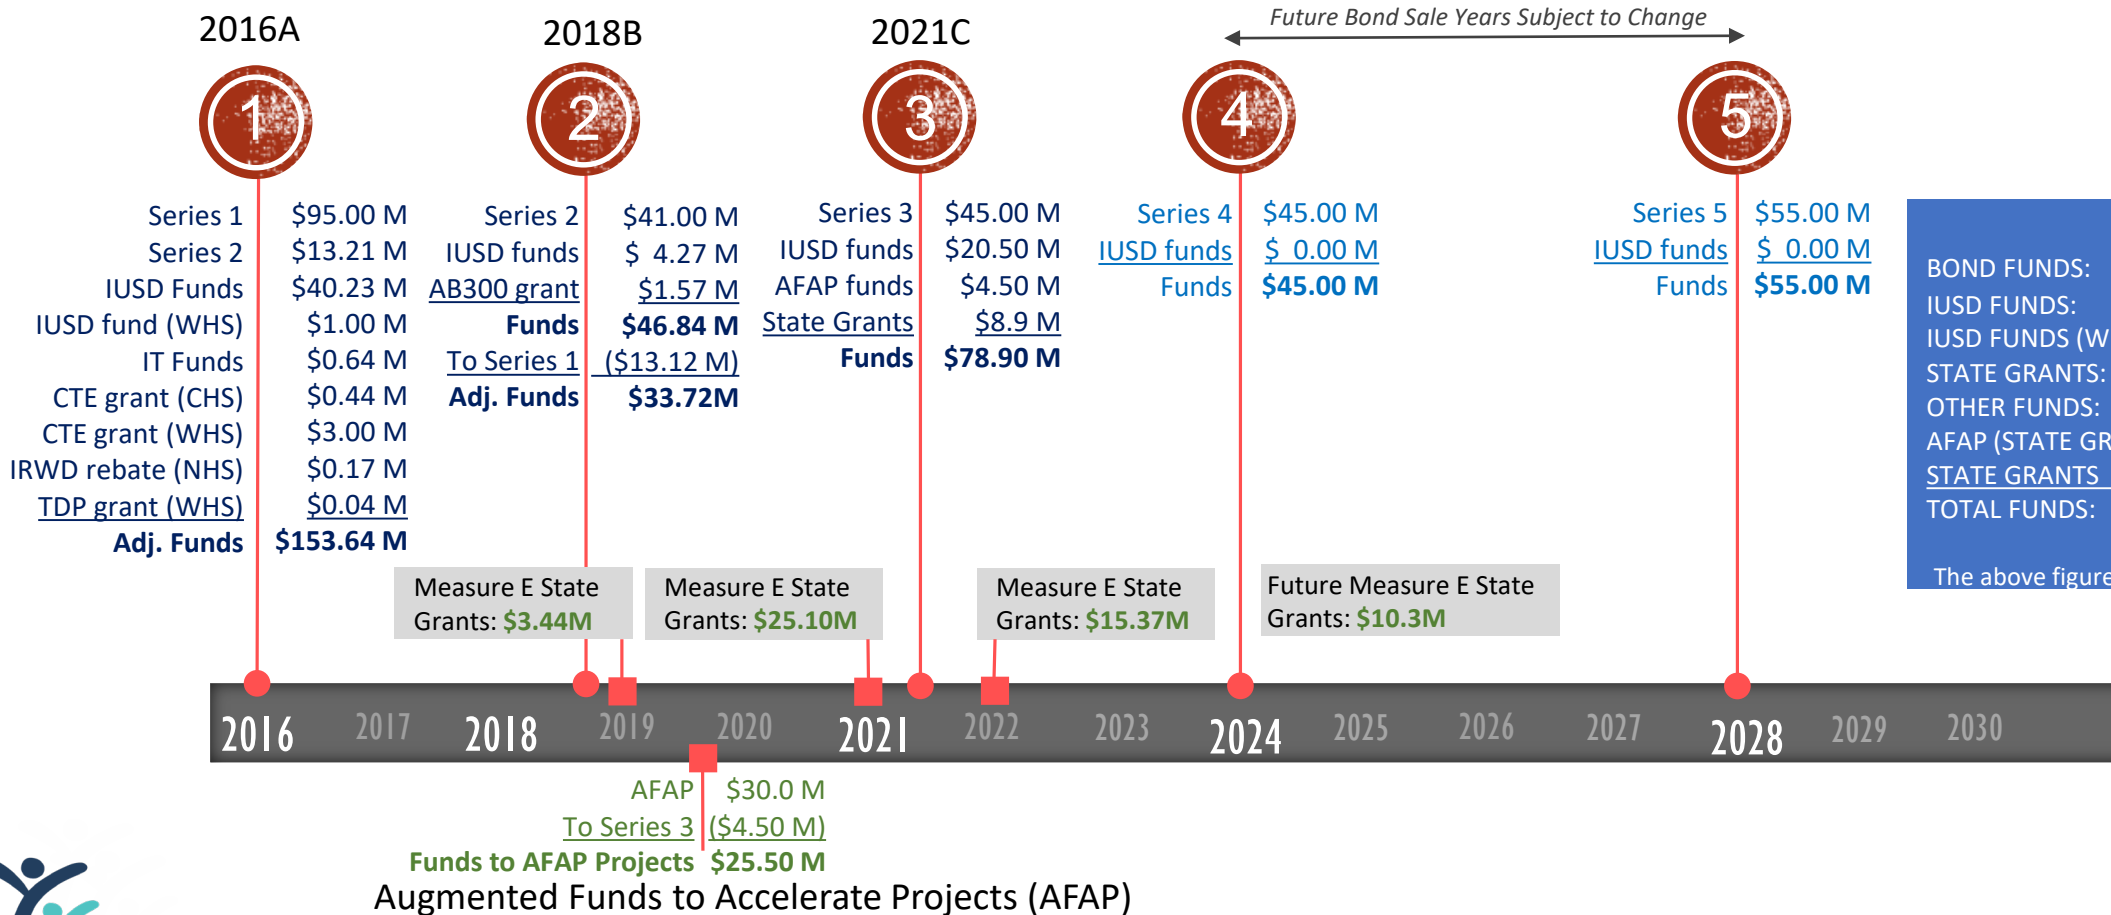 2016A
2018B
2021C
Future Bond Sale Years Subject to Change
1
2
3
4
5
Series 1 $95.00 M
Series 2 $13.21 M
IUSD Funds $40.23 M
IUSD fund (WHS) $1.00 M
IT Funds $0.64 M
CTE grant (CHS) $0.44 M
CTE grant (WHS) $3.00 M
IRWD rebate (NHS) $0.17 M
TDP grant (WHS) $0.04 M
Adj. Funds $153.64 M
Series 2 $41.00 M
IUSD funds $ 4.27 M
AB300 grant $1.57 M
Funds $46.84 M
To Series 1 ($13.12 M)
Adj. Funds $33.72M
Series 3 $45.00 M
IUSD funds $20.50 M
AFAP funds $4.50 M
State Grants $8.9 M
Funds $78.90 M
Series 4 $45.00 M
IUSD funds $ 0.00 M
Funds $45.00 M
Series 5 $55.00 M
IUSD funds $ 0.00 M
Funds $55.00 M
BOND FUNDS:
IUSD FUNDS:
IUSD FUNDS (W
STATE GRANTS:
OTHER FUNDS:
AFAP (STATE GR
STATE GRANTS
TOTAL FUNDS:
The above figure
Measure E State
Grants: $3.44M
Measure E State
Grants: $25.10M
Measure E State
Grants: $15.37M
Future Measure E State
Grants: $10.3M
2016 2017 2018 2019 2020 2021 2022 2023 2024 2025 2026 2027 2028 2029 2030
AFAP $30.0 M
To Series 3 ($4.50 M)
Funds to AFAP Projects $25.50 M
Augmented Funds to Accelerate Projects (AFAP)